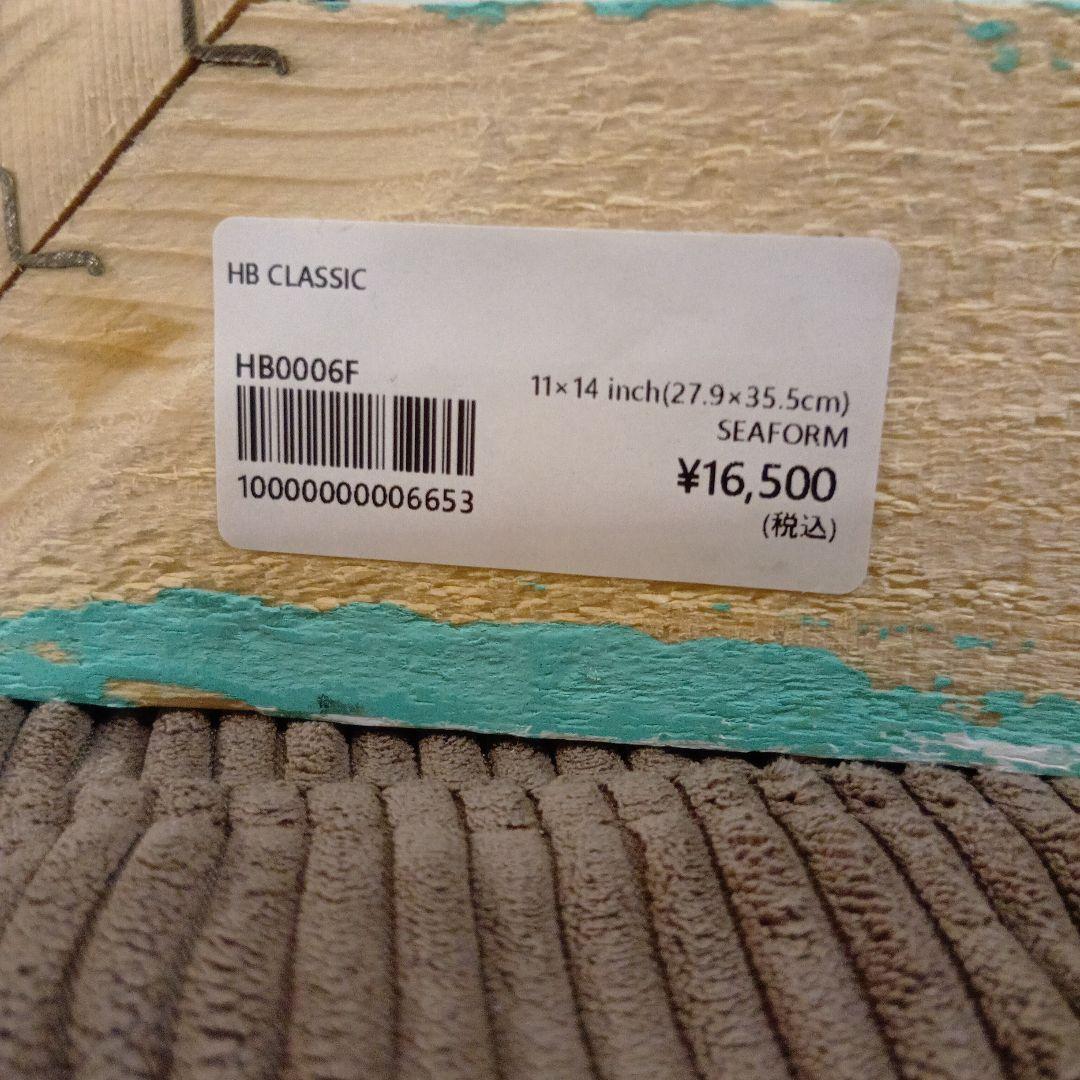 HB CLASSIC
HB0006F
10000000006653
11×14 inch(27.9×35.5cm)
SEAFORM
¥16,500
(税込)